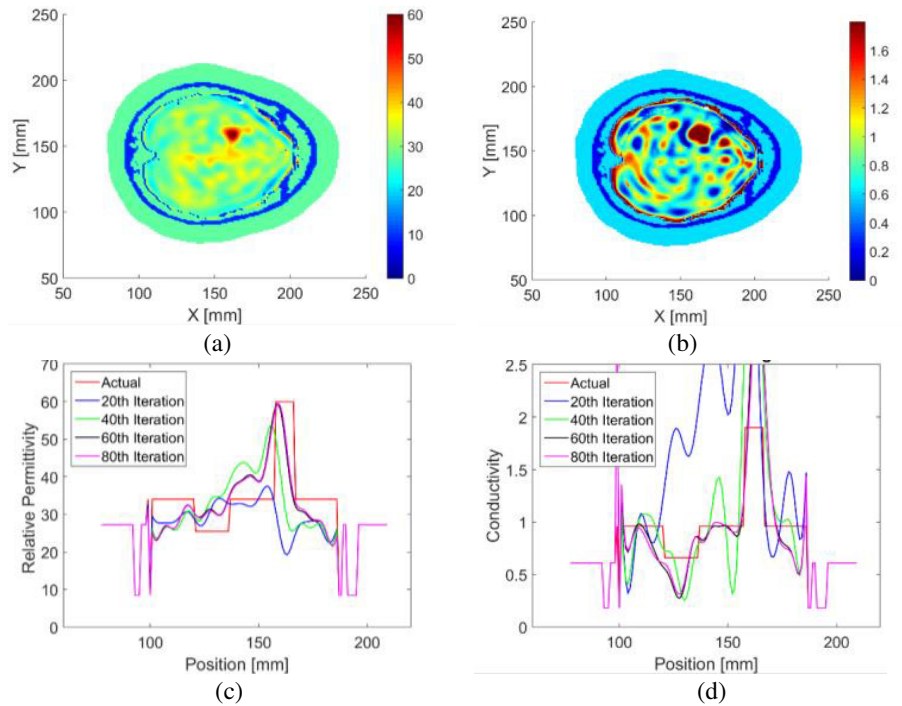 250
200
150
100
50
Y [mm]
50 100 150 200 250
X [mm]
60
50
40
30
20
10
0
(a)
250
200
150
100
50
Y [mm]
50 100 150 200 250
X [mm]
1.6
1.4
1.2
1
0.8
0.6
0.4
0.2
0
(b)
70
60
50
40
30
20
10
0
Relative Permittivity
Actual
20th Iteration
40th Iteration
60th Iteration
80th Iteration
100 150 200
Position [mm]
(c)
2.5
2
1.5
1
0.5
0
Conductivity
Actual
20th Iteration
40th Iteration
60th Iteration
80th Iteration
100 150 200
Position [mm]
(d)